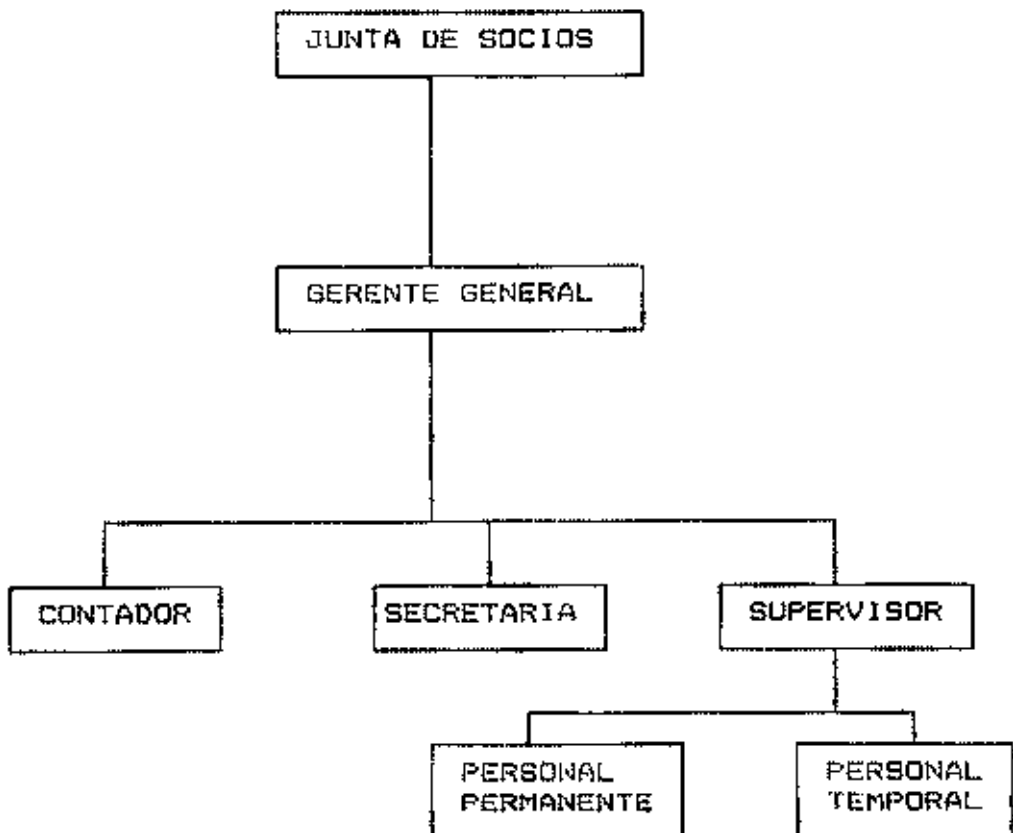 JUNTA DE SOCIOS
GERENTE GENERAL
CONTADOR
SECRETARIA
SUPERVISOR
PERSONAL
PERMANENTE
PERSONAL
TEMPORAL